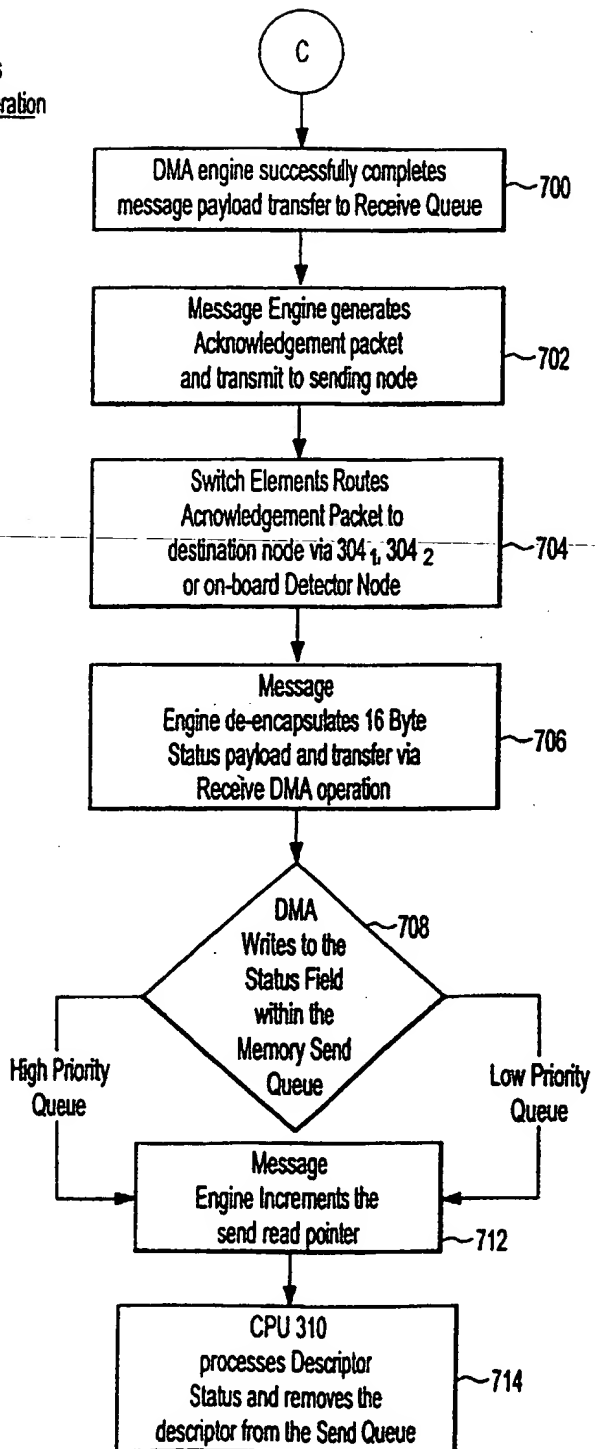 C
DMA engine successfully completes
message payload transfer to Receive Queue
700
Message Engine generates
Acknowledgement packet
and transmit to sending node
702
Switch Elements Routes
Acnowledgement Packet to
destination node via 304 1, 304 2
or on-board Detector Node
704
Message
Engine de-encapsulates 16 Byte
Status payload and transfer via
Receive DMA operation
706
DMA
Writes to the
Status Field
within the
Memory Send
Queue
708
High Priority
Queue
Low Priority
Queue
Message
Engine Increments the
send read pointer
712
CPU 310
processes Descriptor
Status and removes the
descriptor from the Send Queue
714